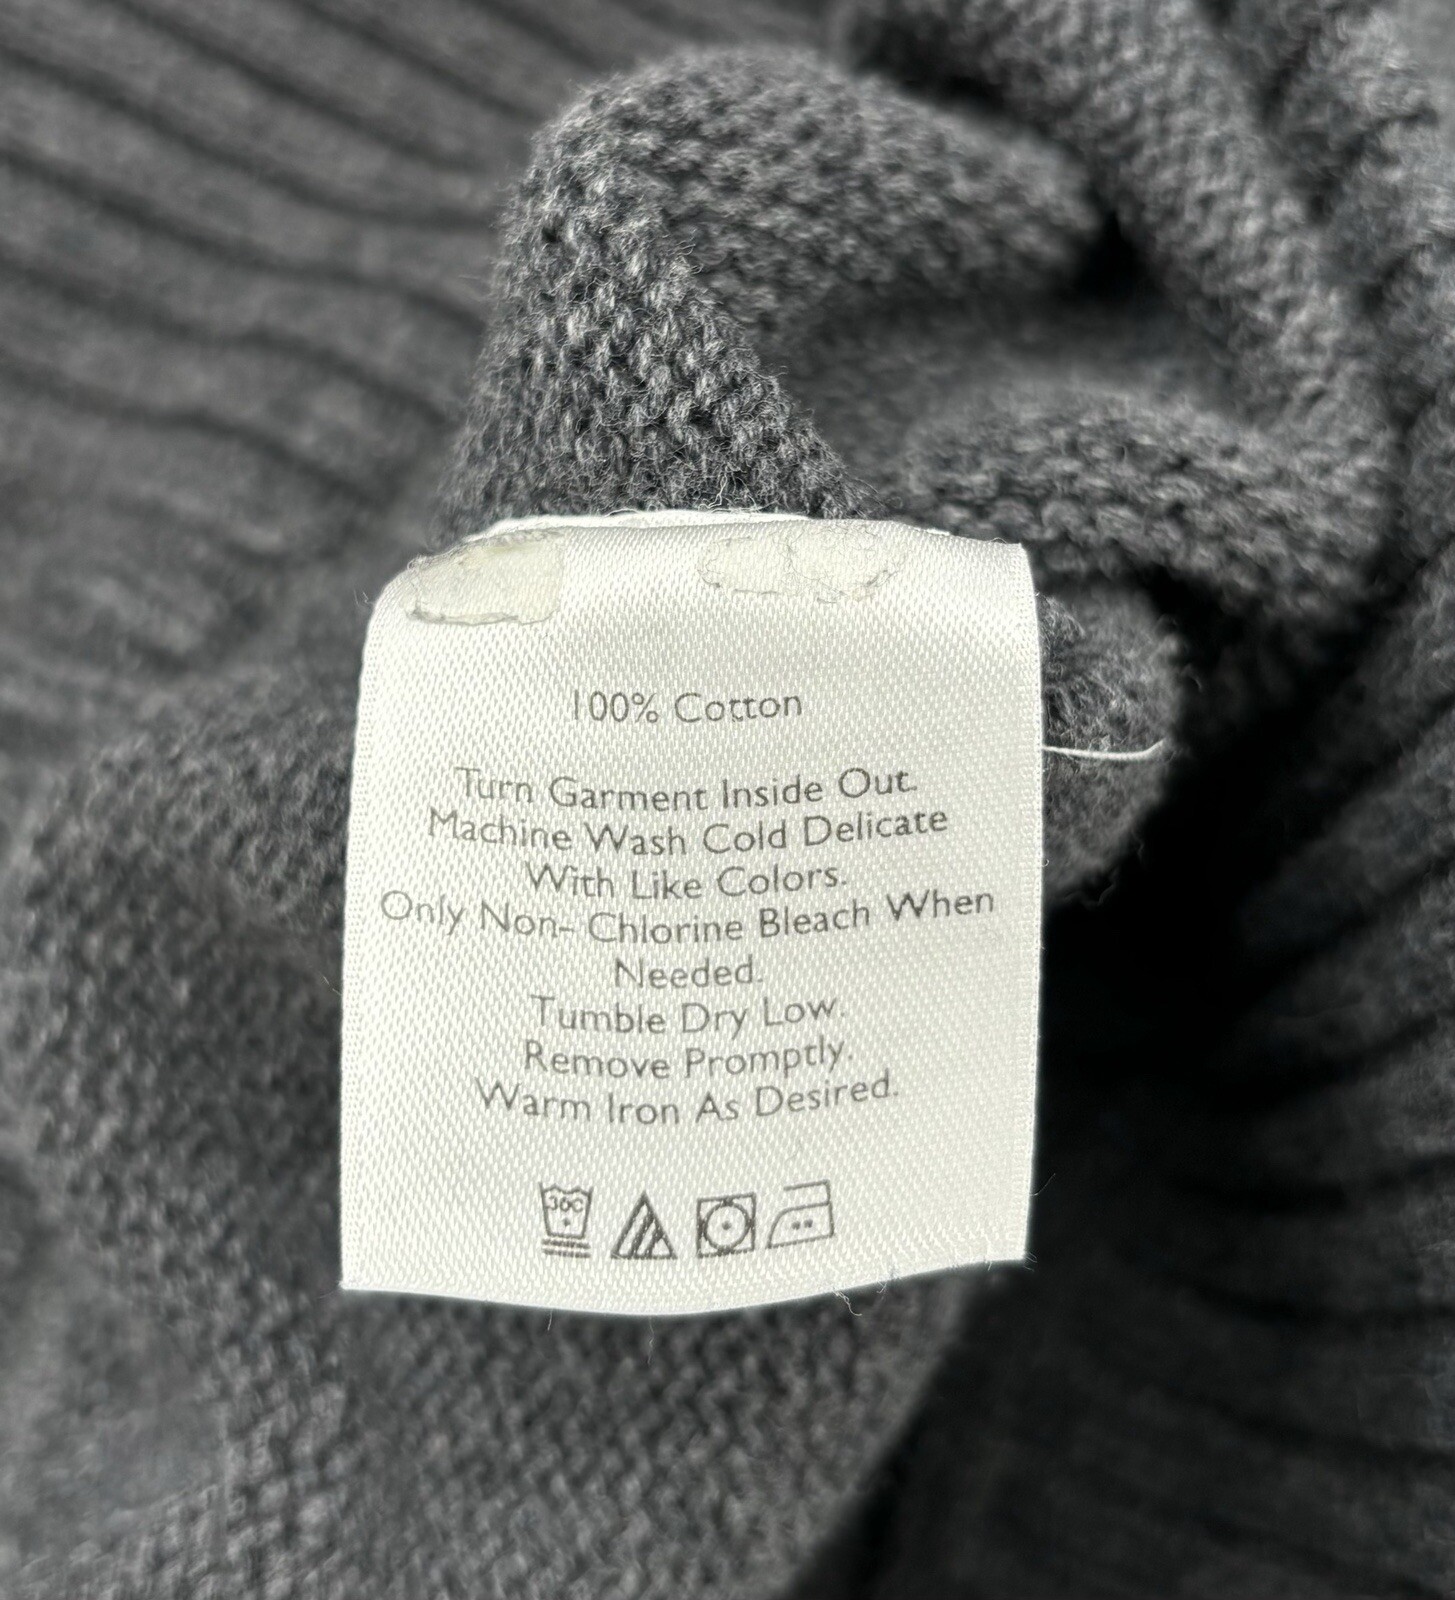 100% Cotton
Turn Garment Inside Out.
Machine Wash Cold Delicate
With Like Colors.
Only Non- Chlorine Bleach When
Needed.
Tumble Dry Low.
Remove Promptly.
Warm Iron As Desired.
30C